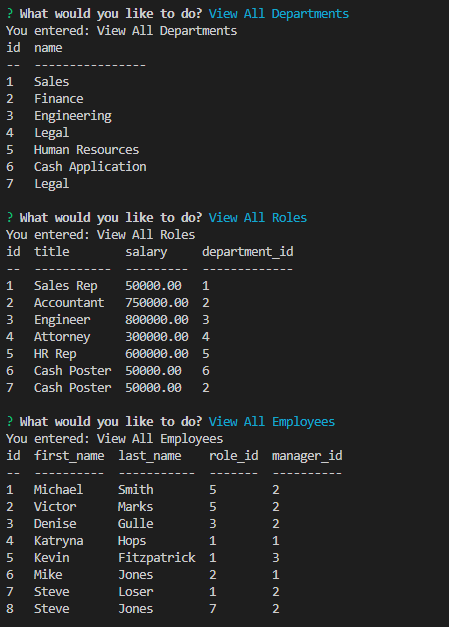 ? What would you like to do? View All Departments
You entered: View All Departments
id  name
--  ----------------
1   Sales
2   Finance
3   Engineering
4   Legal
5   Human Resources
6   Cash Application
7   Legal
? What would you like to do? View All Roles
You entered: View All Roles
id  title        salary     department_id
--  -----------  ---------  -------------
1   Sales Rep    50000.00   1
2   Accountant   750000.00  2
3   Engineer     800000.00  3
4   Attorney     300000.00  4
5   HR Rep       600000.00  5
6   Cash Poster  50000.00   6
7   Cash Poster  50000.00   2
? What would you like to do? View All Employees
You entered: View All Employees
id  first_name  last_name    role_id  manager_id
--  ----------  -----------  -------  ----------
1   Michael     Smith        5        2
2   Victor      Marks        5        2
3   Denise      Gulle        3        2
4   Katryna     Hops         1        1
5   Kevin       Fitzpatrick  1        3
6   Mike        Jones        2        1
7   Steve       Loser        1        2
8   Steve       Jones        7        2